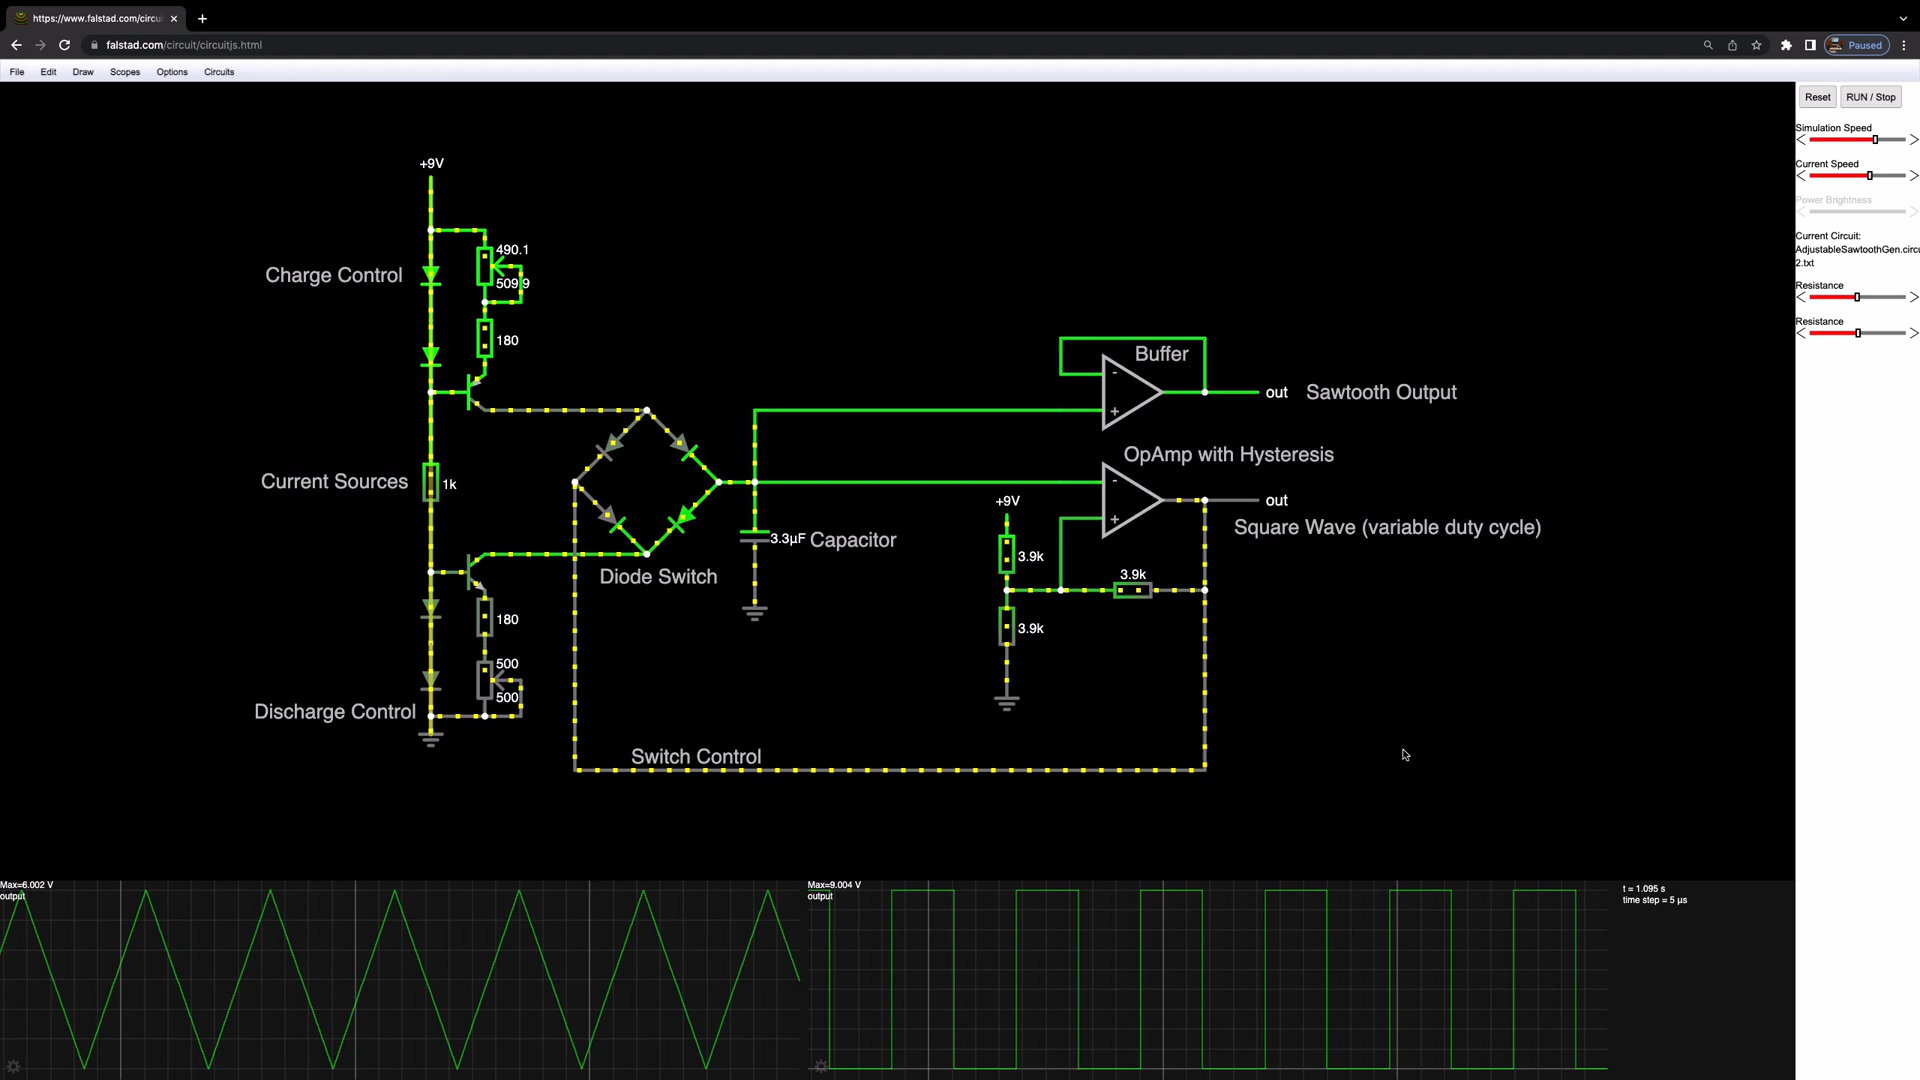 https://www.falstad.com/circu
falstad.com/circuit/circuitjs.html
Paused
File Edit Draw Scopes Options Circuits
Reset RUN / Stop
Simulation Speed
Current Speed
Power Brightness
Current Circuit:
AdjustableSawtoothGen.circu
2.txt
Resistance
Resistance
+9V
490.1
Charge Control
509.9
180
Buffer
-
+
out Sawtooth Output
OpAmp with Hysteresis
Current Sources
1k
-
+9V
out
+
Square Wave (variable duty cycle)
3.3μF Capacitor
3.9k
3.9k
Diode Switch
180
3.9k
500
500
Discharge Control
Switch Control
Max=6.002 V
output
Max=9.004 V
output
t = 1.095 s
time step = 5 μs